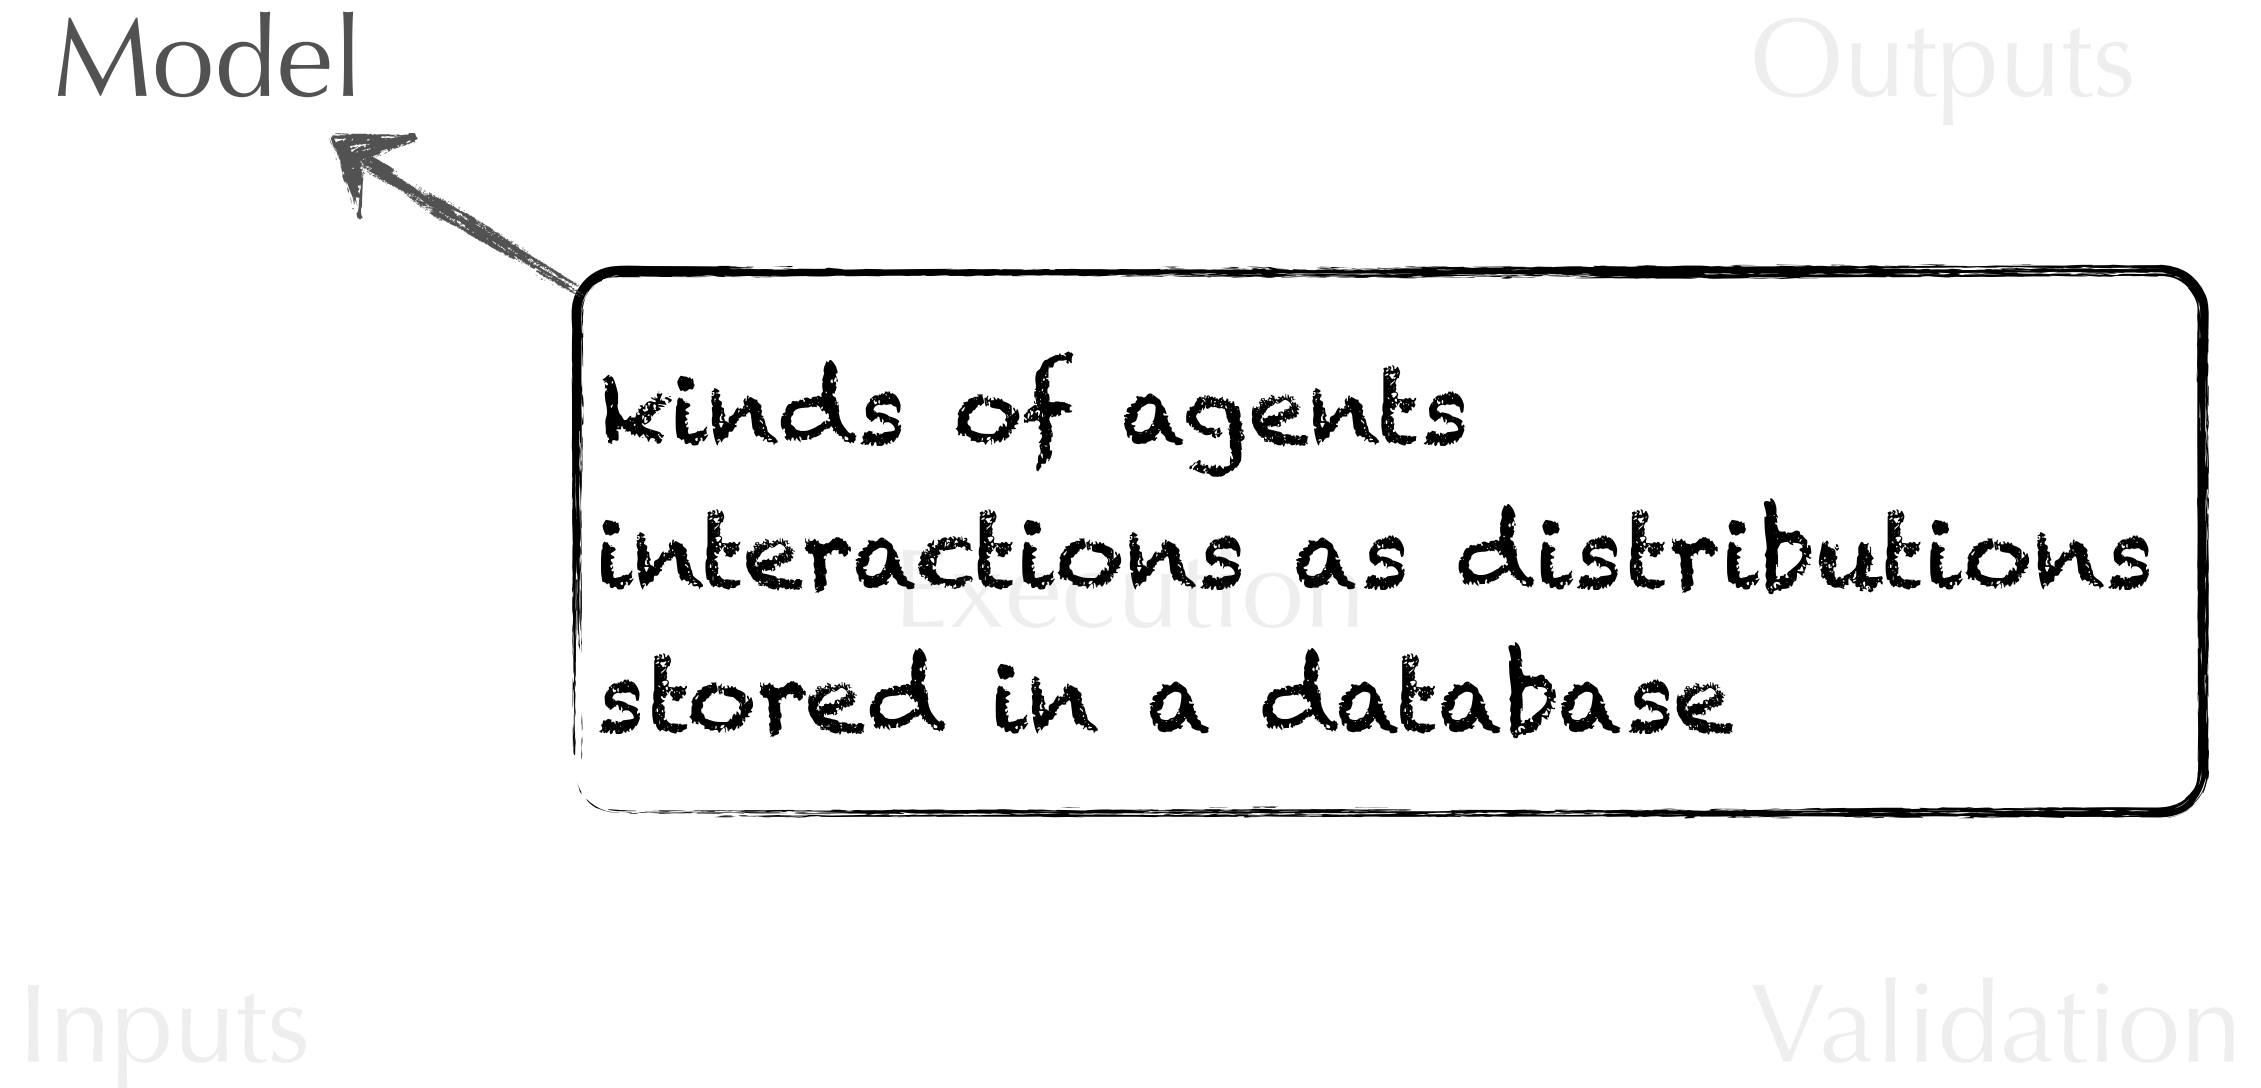 Model
Outputs
kinds of agents
interactions as distributions
Execution
stored in a database
Inputs
Validation